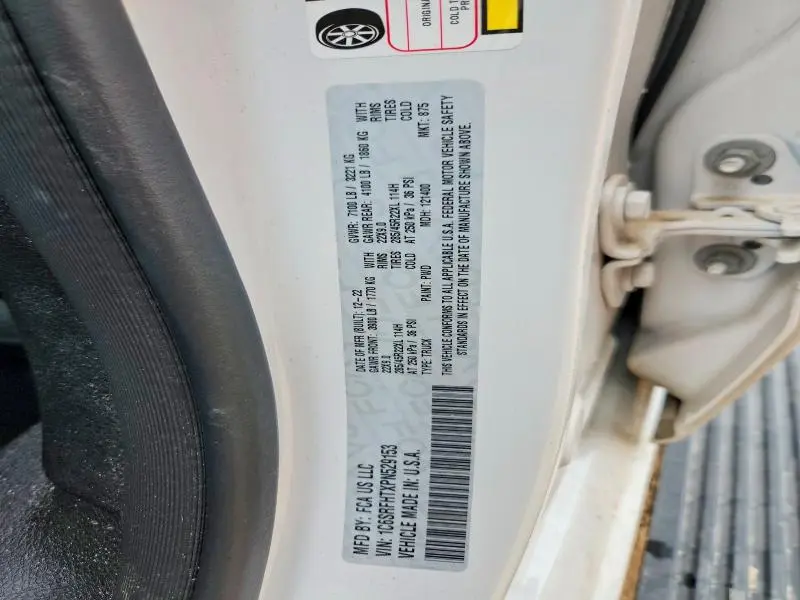 ORIGINA
COLD T
PR
MFD BY: FCA US LLC
DATE OF MFR (BUILT): 12-22 GVWR: 7100 LB / 3221 KG
VIN: 1C6SRFHTXPN529153
GAWR FRONT: 3900 LB / 1770 KG WITH GAWR REAR: 4100 LB / 1860 KG WITH
22X9.0 RIMS 22X9.0 RIMS
285/45R22XL 114H TIRES 285/45R22XL 114H TIRES
VEHICLE MADE IN: U.S.A.
AT 250 kPa / 36 PSI COLD AT 250 kPa / 36 PSI COLD
TYPE: TRUCK PAINT: PWD MDH: 121400 MKT: 875
THIS VEHICLE CONFORMS TO ALL APPLICABLE U.S.A. FEDERAL MOTOR VEHICLE SAFETY
STANDARDS IN EFFECT ON THE DATE OF MANUFACTURE SHOWN ABOVE.